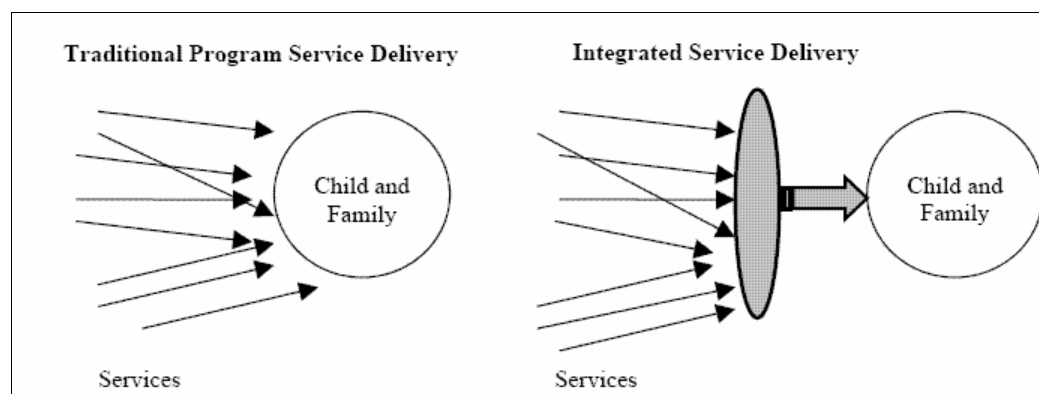 Traditional Program Service Delivery
Integrated Service Delivery
Child and
Family
Child and
Family
Services
Services